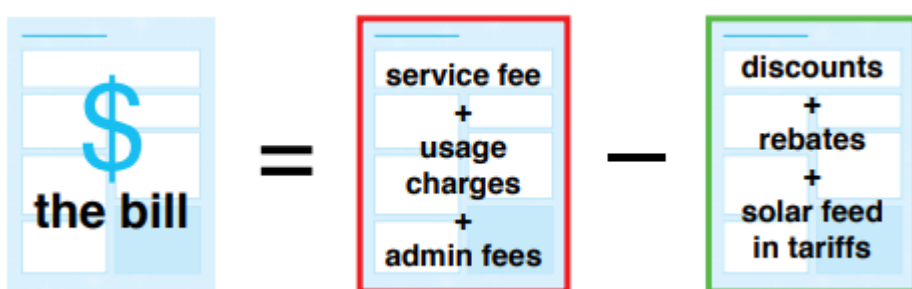 $
the bill
=
service fee
+
usage
charges
+
admin fees
–
discounts
+
rebates
+
solar feed
in tariffs